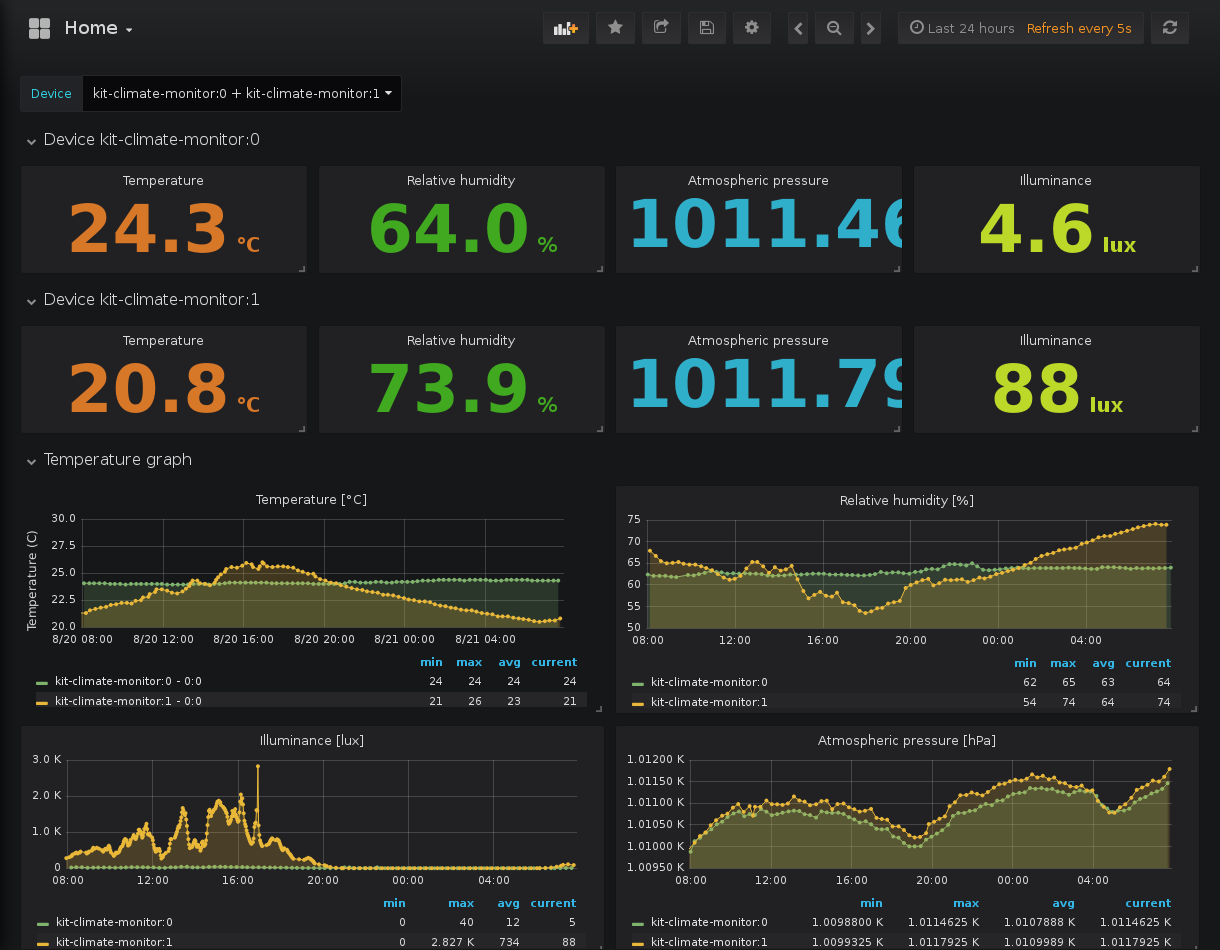 Home
Last 24 hours Refresh every 5s
Device kit-climate-monitor:0 + kit-climate-monitor:1
Device kit-climate-monitor:0
Temperature Relative humidity Atmospheric pressure Illuminance
24.3 °C 64.0 % 1011.46 4.6 lux
Device kit-climate-monitor:1
Temperature Relative humidity Atmospheric pressure Illuminance
20.8 °C 73.9 % 1011.79 88 lux
Temperature graph
Temperature [°C]
Temperature (C)
30.0
27.5
25.0
22.5
20.0
8/20 08:00 8/20 12:00 8/20 16:00 8/20 20:00 8/21 00:00 8/21 04:00
min max avg current
kit-climate-monitor:0 - 0:0 24 24 24 24
kit-climate-monitor:1 - 0:0 21 26 23 21
Relative humidity [%]
75
70
65
60
55
50
08:00 12:00 16:00 20:00 00:00 04:00
min max avg current
kit-climate-monitor:0 62 65 63 64
kit-climate-monitor:1 54 74 64 74
Illuminance [lux]
3.0 K
2.0 K
1.0 K
0
08:00 12:00 16:00 20:00 00:00 04:00
min max avg current
kit-climate-monitor:0 0 40 12 5
kit-climate-monitor:1 0 2.827 K 734 88
Atmospheric pressure [hPa]
1.01200 K
1.01150 K
1.01100 K
1.01050 K
1.01000 K
1.00950 K
08:00 12:00 16:00 20:00 00:00 04:00
min max avg current
kit-climate-monitor:0 1.0098800 K 1.0114625 K 1.0107888 K 1.0114625 K
kit-climate-monitor:1 1.0099325 K 1.0117925 K 1.0109989 K 1.0117925 K